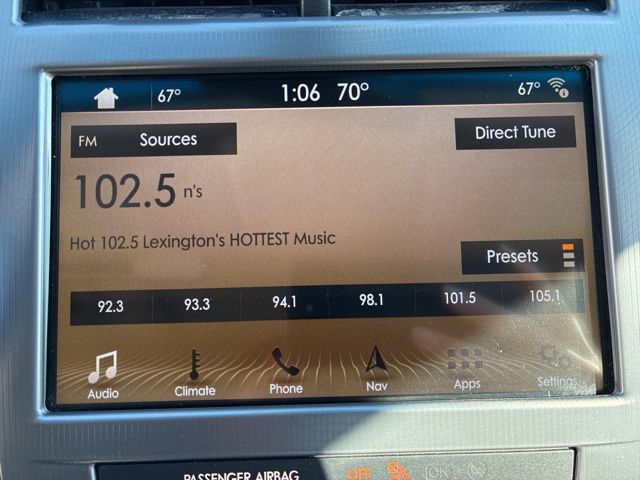 67° 1:06 70° 67°
FM Sources Direct Tune
102.5 n's
Hot 102.5 Lexington's HOTTEST Music
Presets
92.3 93.3 94.1 98.1 101.5 105.1
Audio Climate Phone Nav Apps Settings
PASSENGER AIRBAG OFF ON